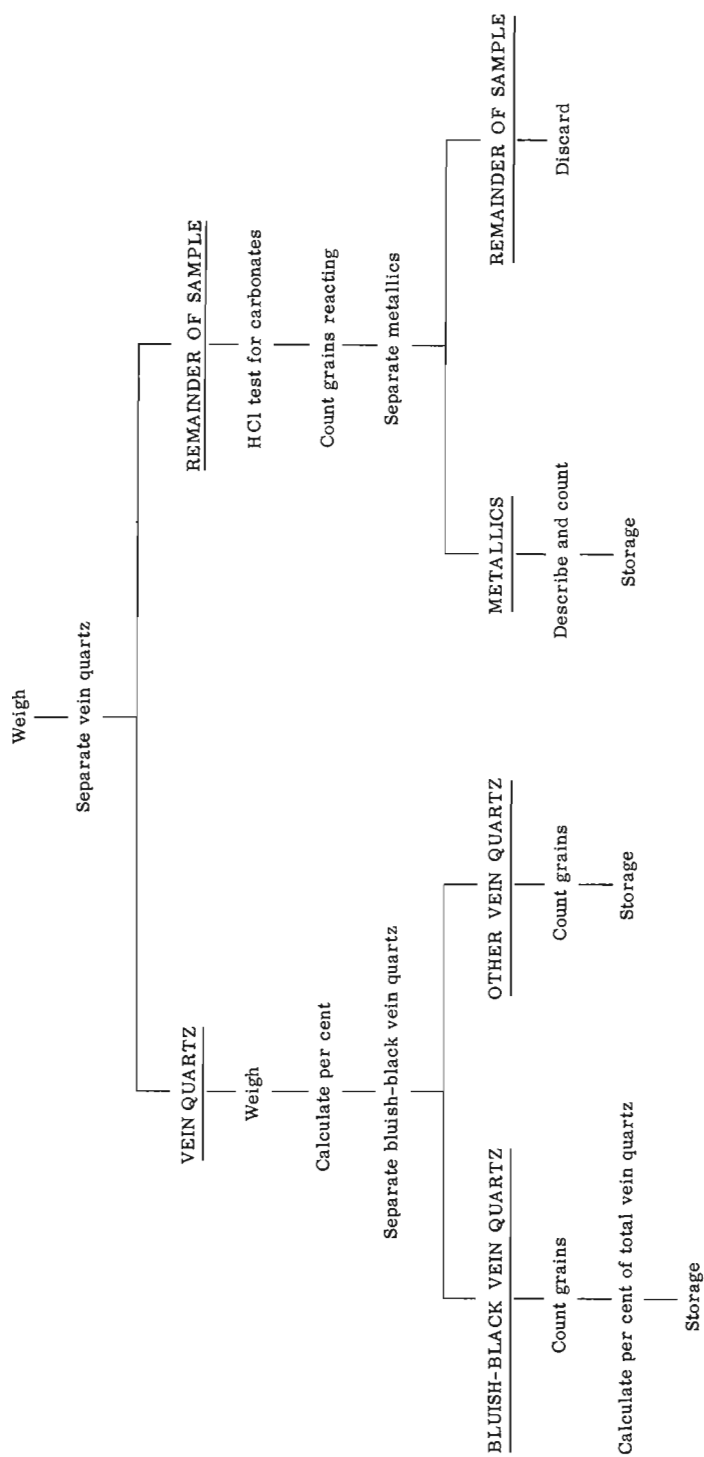 Weigh
Separate vein quartz
VEIN QUARTZ
Weigh
Calculate per cent
Separate bluish-black vein quartz
BLUISH-BLACK VEIN QUARTZ
Count grains
Calculate per cent of total vein quartz
Storage
OTHER VEIN QUARTZ
Count grains
Storage
REMAINDER OF SAMPLE
HCl test for carbonates
Count grains reacting
Separate metallics
METALLICS
Describe and count
Storage
REMAINDER OF SAMPLE
Discard